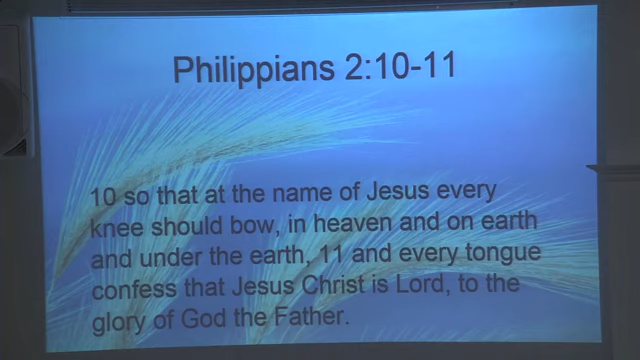 Philippians 2:10-11
10 so that at the name of Jesus every
knee should bow, in heaven and on earth
and under the earth, 11 and every tongue
confess that Jesus Christ is Lord, to the
glory of God the Father.